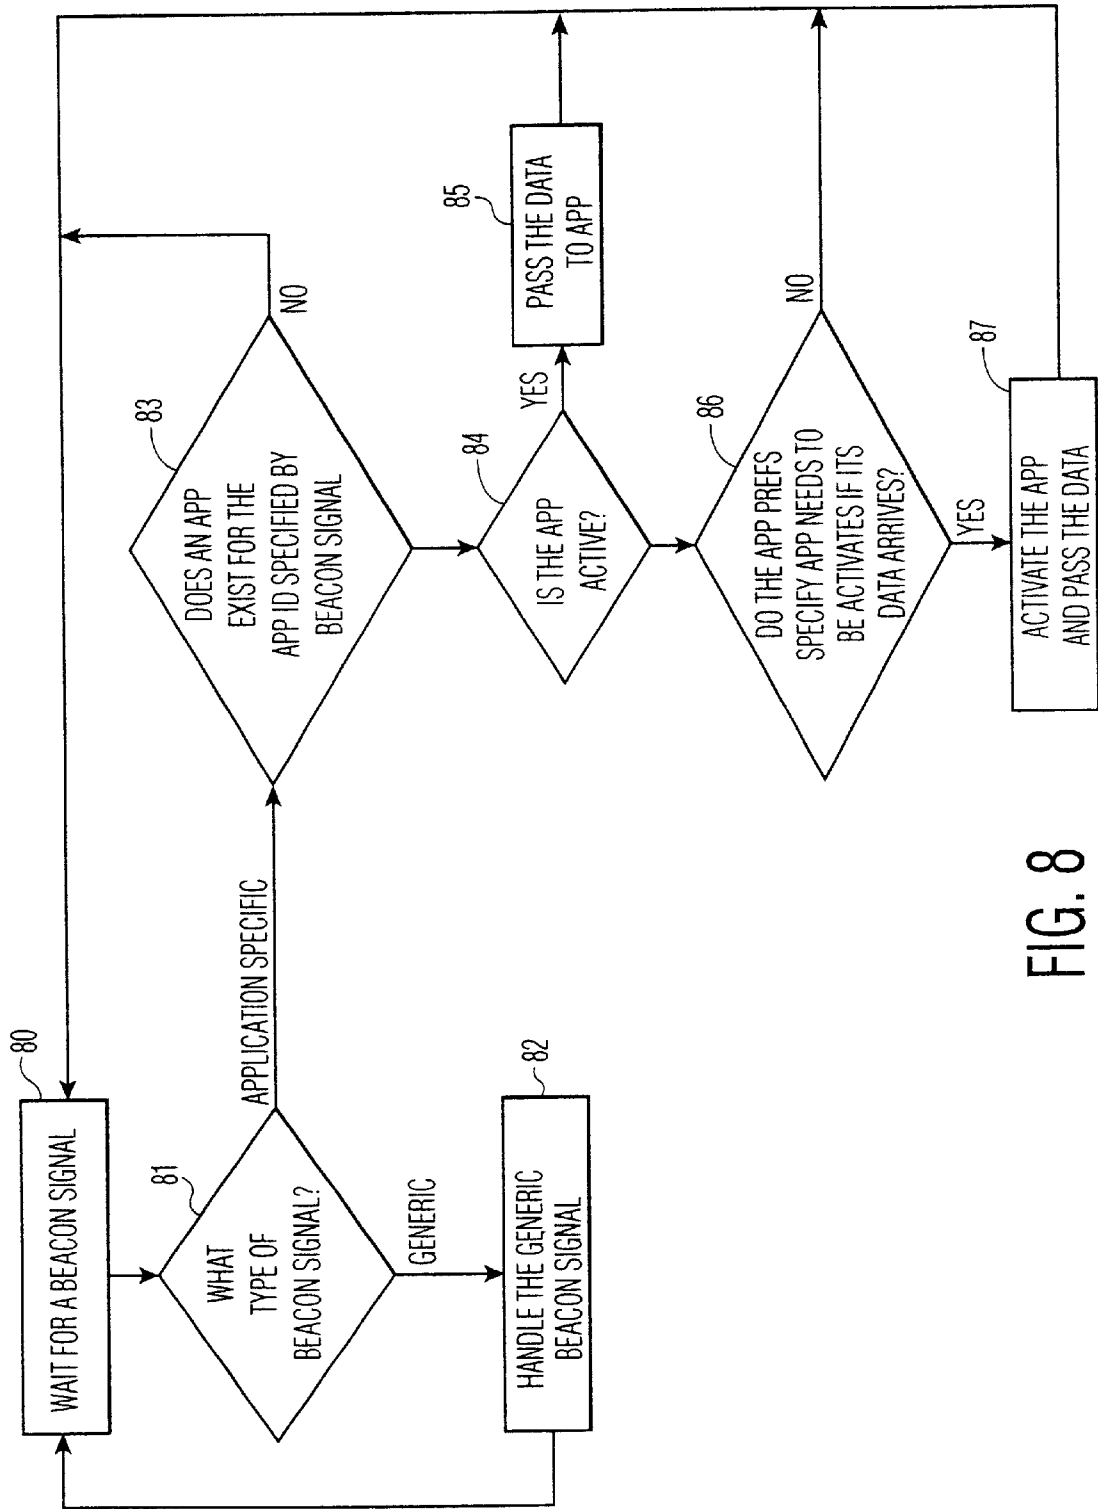 80
WAIT FOR A BEACON SIGNAL
81
WHAT
TYPE OF
BEACON SIGNAL?
APPLICATION SPECIFIC
GENERIC
82
HANDLE THE GENERIC
BEACON SIGNAL
83
DOES AN APP
EXIST FOR THE
APP ID SPECIFIED BY
BEACON SIGNAL
NO
84
IS THE APP
ACTIVE?
YES
85
PASS THE DATA
TO APP
86
DO THE APP PREFS
SPECIFY APP NEEDS TO
BE ACTIVATES IF ITS
DATA ARRIVES?
NO
YES
87
ACTIVATE THE APP
AND PASS THE DATA
FIG. 8